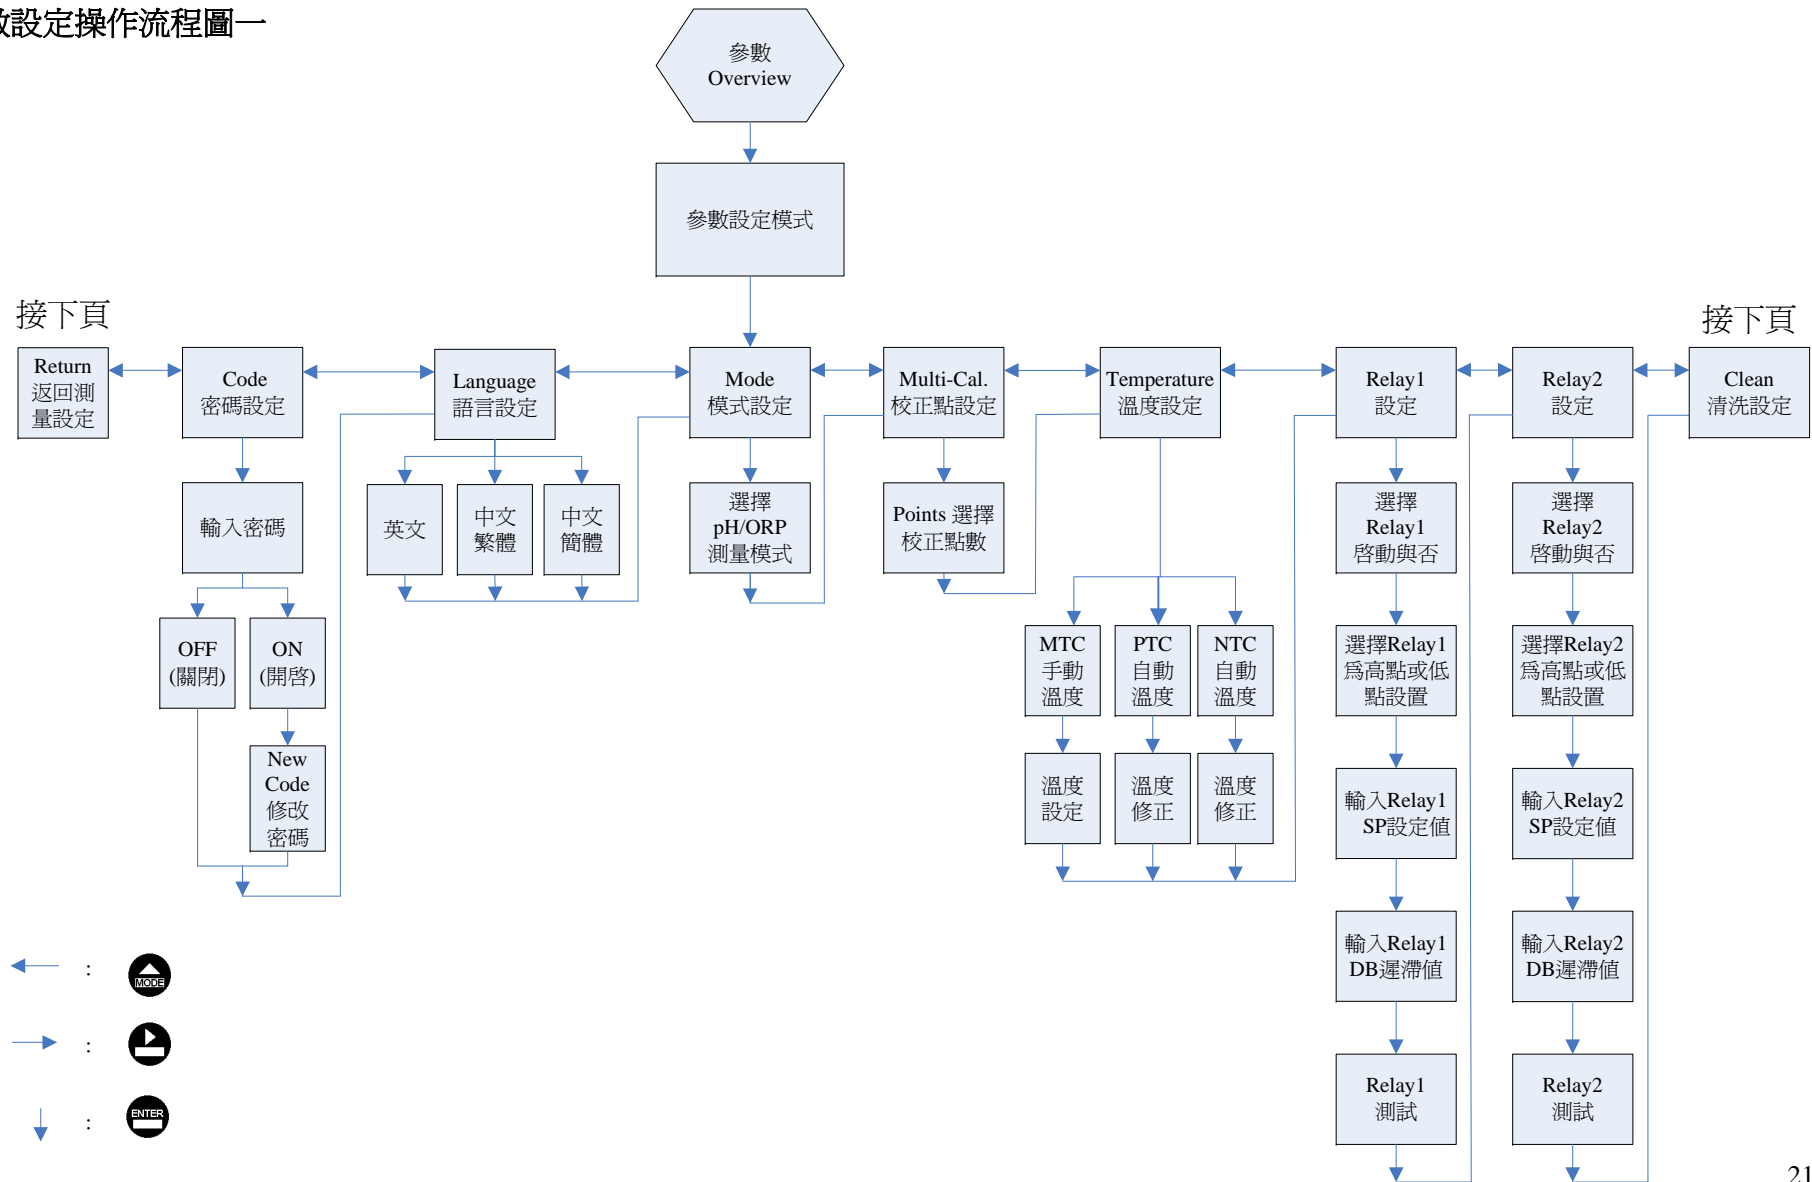 數設定操作流程圖一
參數
Overview
參數設定模式
接下頁
接下頁
Return
返回測
量設定
Code
密碼設定
Language
語言設定
Mode
模式設定
Multi-Cal.
校正點設定
Temperature
溫度設定
Relay1
設定
Relay2
設定
Clean
清洗設定
輸入密碼
英文
中文
繁體
中文
簡體
選擇
pH/ORP
測量模式
Points 選擇
校正點數
選擇
Relay1
啓動與否
選擇
Relay2
啓動與否
OFF
(關閉)
ON
(開啓)
MTC
手動
溫度
PTC
自動
溫度
NTC
自動
溫度
選擇Relay1
爲高點或低
點設置
選擇Relay2
爲高點或低
點設置
New
Code
修改
密碼
溫度
設定
溫度
修正
溫度
修正
輸入Relay1
SP設定值
輸入Relay2
SP設定值
輸入Relay1
DB遲滯值
輸入Relay2
DB遲滯值
Relay1
測試
Relay2
測試
:
MODE
:
:
ENTER
21